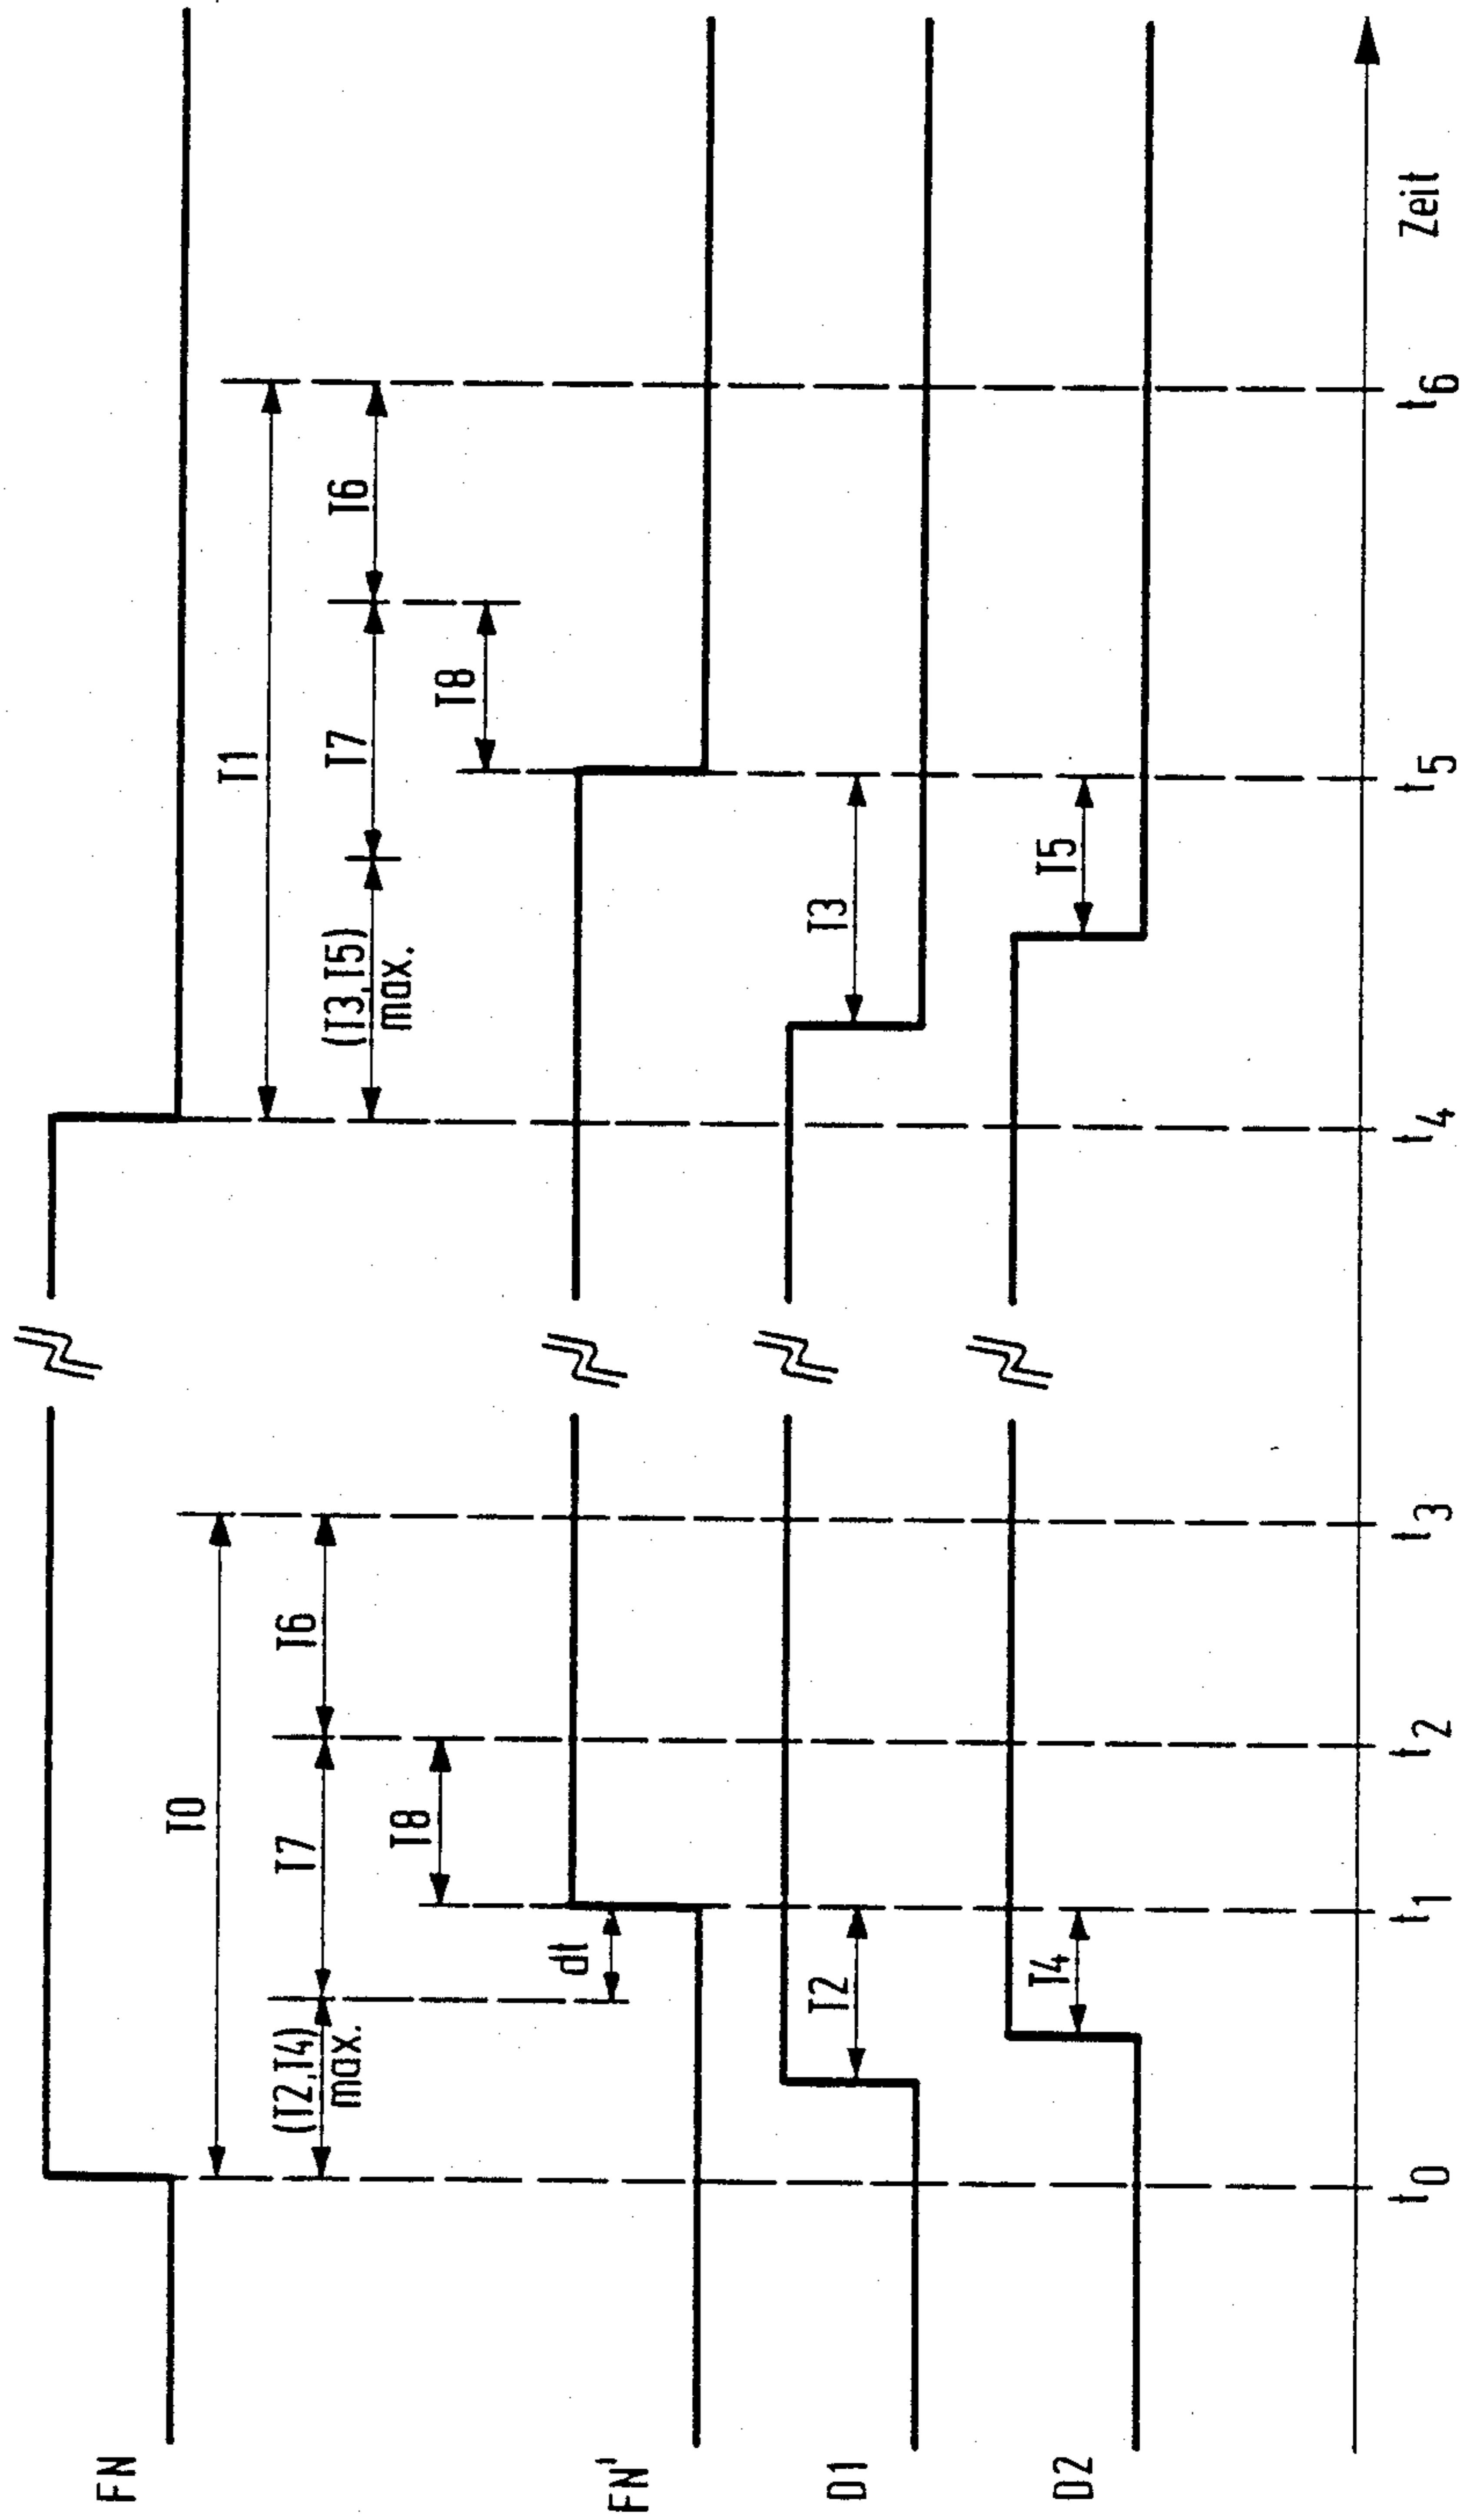 FN
T0
T1
(T2,T4)
max.
T7
T6
(T3,T5)
max.
T7
T6
T8
T8
dt
FN'
D1
T2
T3
D2
T4
T5
t0
t1
t2
t3
t4
t5
t6
Zeit